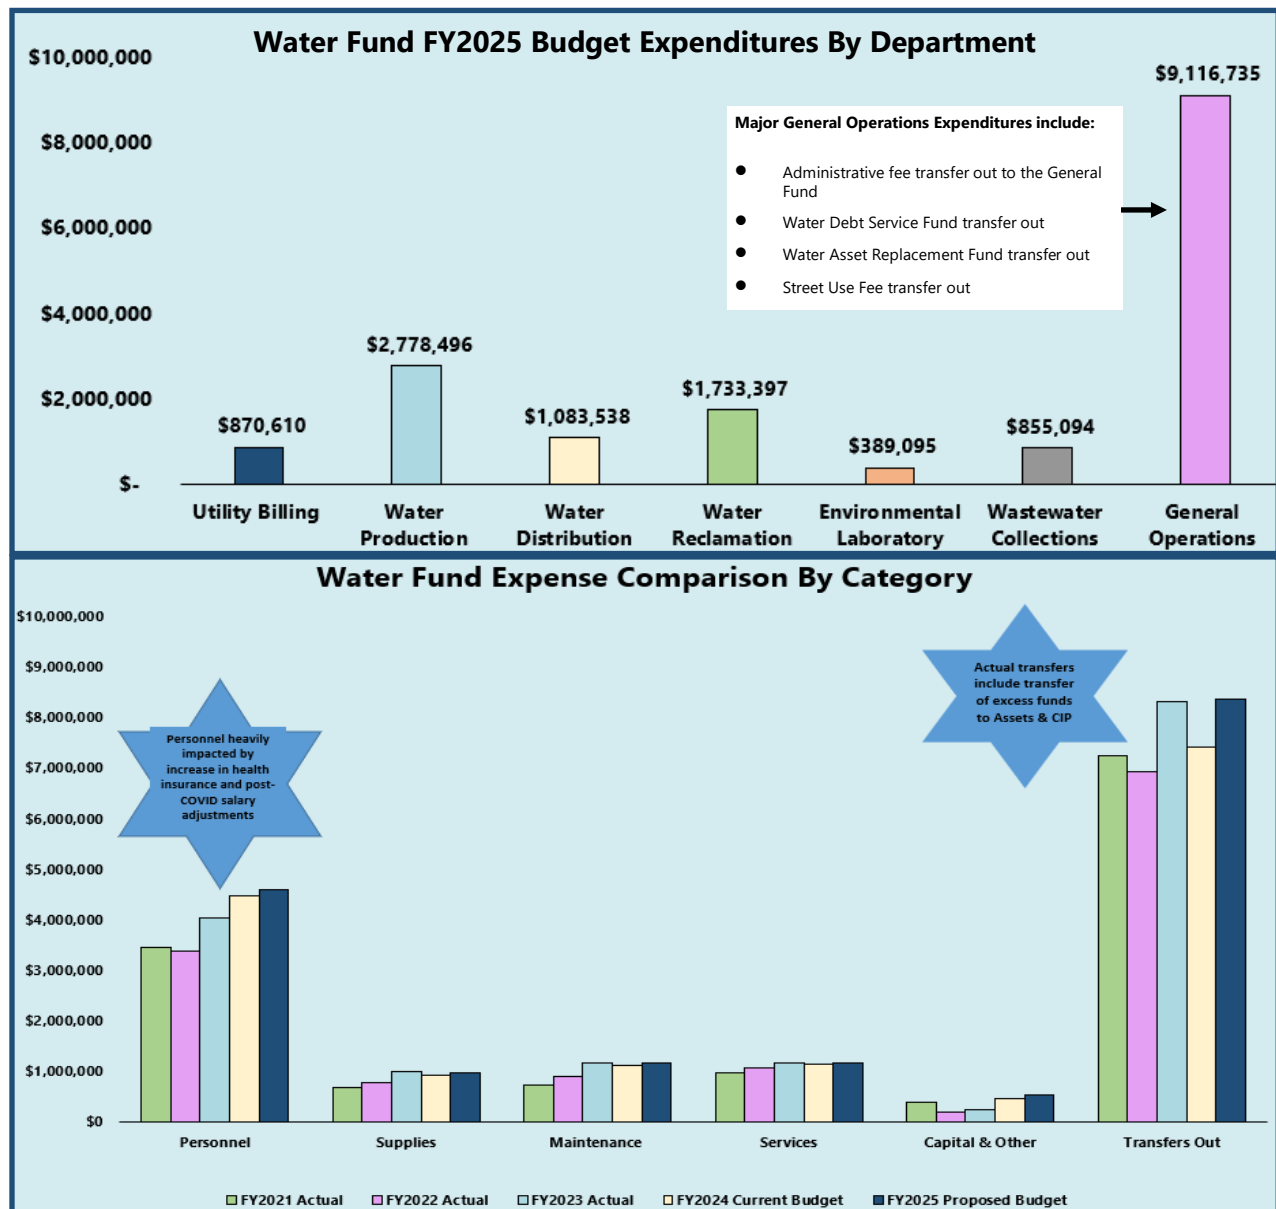 Water Fund FY2025 Budget Expenditures By Department
$10,000,000
$8,000,000
$6,000,000
$4,000,000
$2,000,000
$-
$870,610
$2,778,496
$1,083,538
$1,733,397
$389,095
$855,094
$9,116,735
Major General Operations Expenditures include:
● Administrative fee transfer out to the General
Fund
● Water Debt Service Fund transfer out
● Water Asset Replacement Fund transfer out
● Street Use Fee transfer out
Utility Billing
Water
Production
Water
Distribution
Water
Reclamation
Environmental
Laboratory
Wastewater
Collections
General
Operations
Water Fund Expense Comparison By Category
$10,000,000
$9,000,000
$8,000,000
$7,000,000
$6,000,000
$5,000,000
$4,000,000
$3,000,000
$2,000,000
$1,000,000
$0
Personnel heavily
impacted by
increase in health
insurance and post-
COVID salary
adjustments
Actual transfers
include transfer
of excess funds
to Assets & CIP
Personnel
Supplies
Maintenance
Services
Capital & Other
Transfers Out
FY2021 Actual
FY2022 Actual
FY2023 Actual
FY2024 Current Budget
FY2025 Proposed Budget